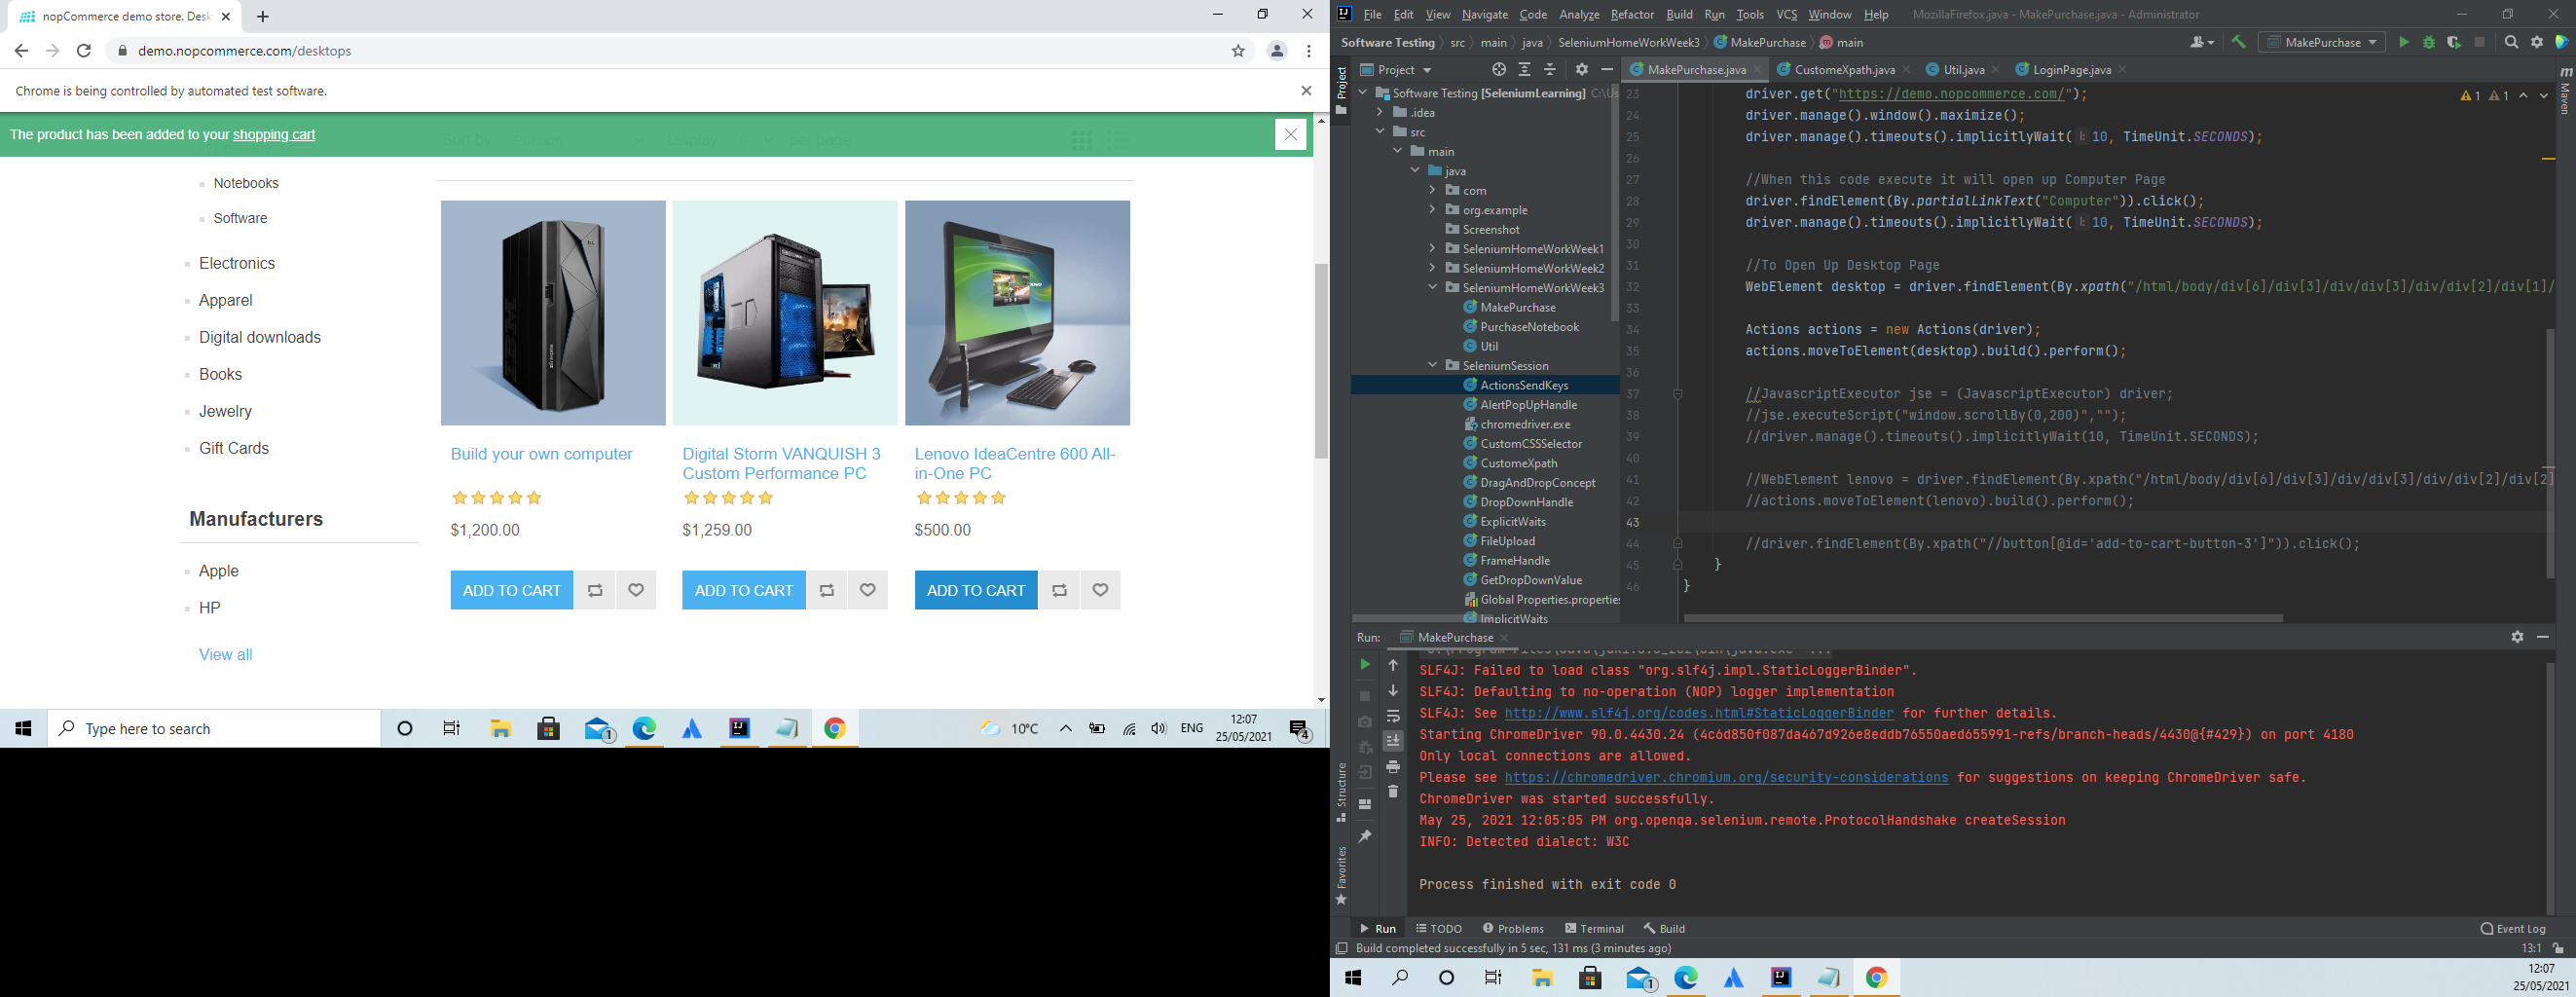 nopCommerce demo store. Desk
demo.nopcommerce.com/desktops
Chrome is being controlled by automated test software.
The product has been added to your shopping cart
Notebooks
Software
Electronics
Apparel
Digital downloads
Books
Jewelry
Gift Cards
Manufacturers
Apple
HP
View all
Build your own computer
$1,200.00
ADD TO CART
Digital Storm VANQUISH 3
Custom Performance PC
$1,259.00
ADD TO CART
Lenovo IdeaCentre 600 All-
in-One PC
$500.00
ADD TO CART
Type here to search
1
10°C
ENG
12:07
25/05/2021
4
File Edit View Navigate Code Analyze Refactor Build Run Tools VCS Window Help MozillaFirefox.java - MakePurchase.java - Administrator
Software Testing src main java SeleniumHomeWorkWeek3 MakePurchase main
MakePurchase
Project
MakePurchase.java CustomeXpath.java Util.java LoginPage.java
Project
Structure
Favorites
Maven
Software Testing [SeleniumLearning] C:\Us
.idea
src
main
java
com
org.example
Screenshot
SeleniumHomeWorkWeek1
SeleniumHomeWorkWeek2
SeleniumHomeWorkWeek3
MakePurchase
PurchaseNotebook
Util
SeleniumSession
ActionsSendKeys
AlertPopUpHandle
chromedriver.exe
CustomCSSSelector
CustomeXpath
DragAndDropConcept
DropDownHandle
ExplicitWaits
FileUpload
FrameHandle
GetDropDownValue
Global Properties.properties
ImplicitWaits
1 1
23 driver.get("https://demo.nopcommerce.com/");
24 driver.manage().window().maximize();
25 driver.manage().timeouts().implicitlyWait( l: 10, TimeUnit.SECONDS);
26
27 //When this code execute it will open up Computer Page
28 driver.findElement(By.partialLinkText("Computer")).click();
29 driver.manage().timeouts().implicitlyWait( l: 10, TimeUnit.SECONDS);
30
31 //To Open Up Desktop Page
32 WebElement desktop = driver.findElement(By.xpath("/html/body/div[6]/div[3]/div/div[3]/div/div[2]/div[1]/
33
34 Actions actions = new Actions(driver);
35 actions.moveToElement(desktop).build().perform();
36
37 //JavascriptExecutor jse = (JavascriptExecutor) driver;
38 //jse.executeScript("window.scrollBy(0,200)","");
39 //driver.manage().timeouts().implicitlyWait(10, TimeUnit.SECONDS);
40
41 //WebElement lenovo = driver.findElement(By.xpath("/html/body/div[6]/div[3]/div/div[3]/div/div[2]/div[2]
42 //actions.moveToElement(lenovo).build().perform();
43
44 //driver.findElement(By.xpath("//button[@id='add-to-cart-button-3']")).click();
45 }
46 }
Run: MakePurchase
SLF4J: Failed to load class "org.slf4j.impl.StaticLoggerBinder".
SLF4J: Defaulting to no-operation (NOP) logger implementation
SLF4J: See http://www.slf4j.org/codes.html#StaticLoggerBinder for further details.
Starting ChromeDriver 90.0.4430.24 (4c6d850f087da467d926e8eddb76550aed655991-refs/branch-heads/4430@{#429}) on port 4180
Only local connections are allowed.
Please see https://chromedriver.chromium.org/security-considerations for suggestions on keeping ChromeDriver safe.
ChromeDriver was started successfully.
May 25, 2021 12:05:05 PM org.openqa.selenium.remote.ProtocolHandshake createSession
INFO: Detected dialect: W3C
Process finished with exit code 0
Run TODO Problems Terminal Build Event Log
Build completed successfully in 5 sec, 131 ms (3 minutes ago) 13:1
1
12:07
25/05/2021